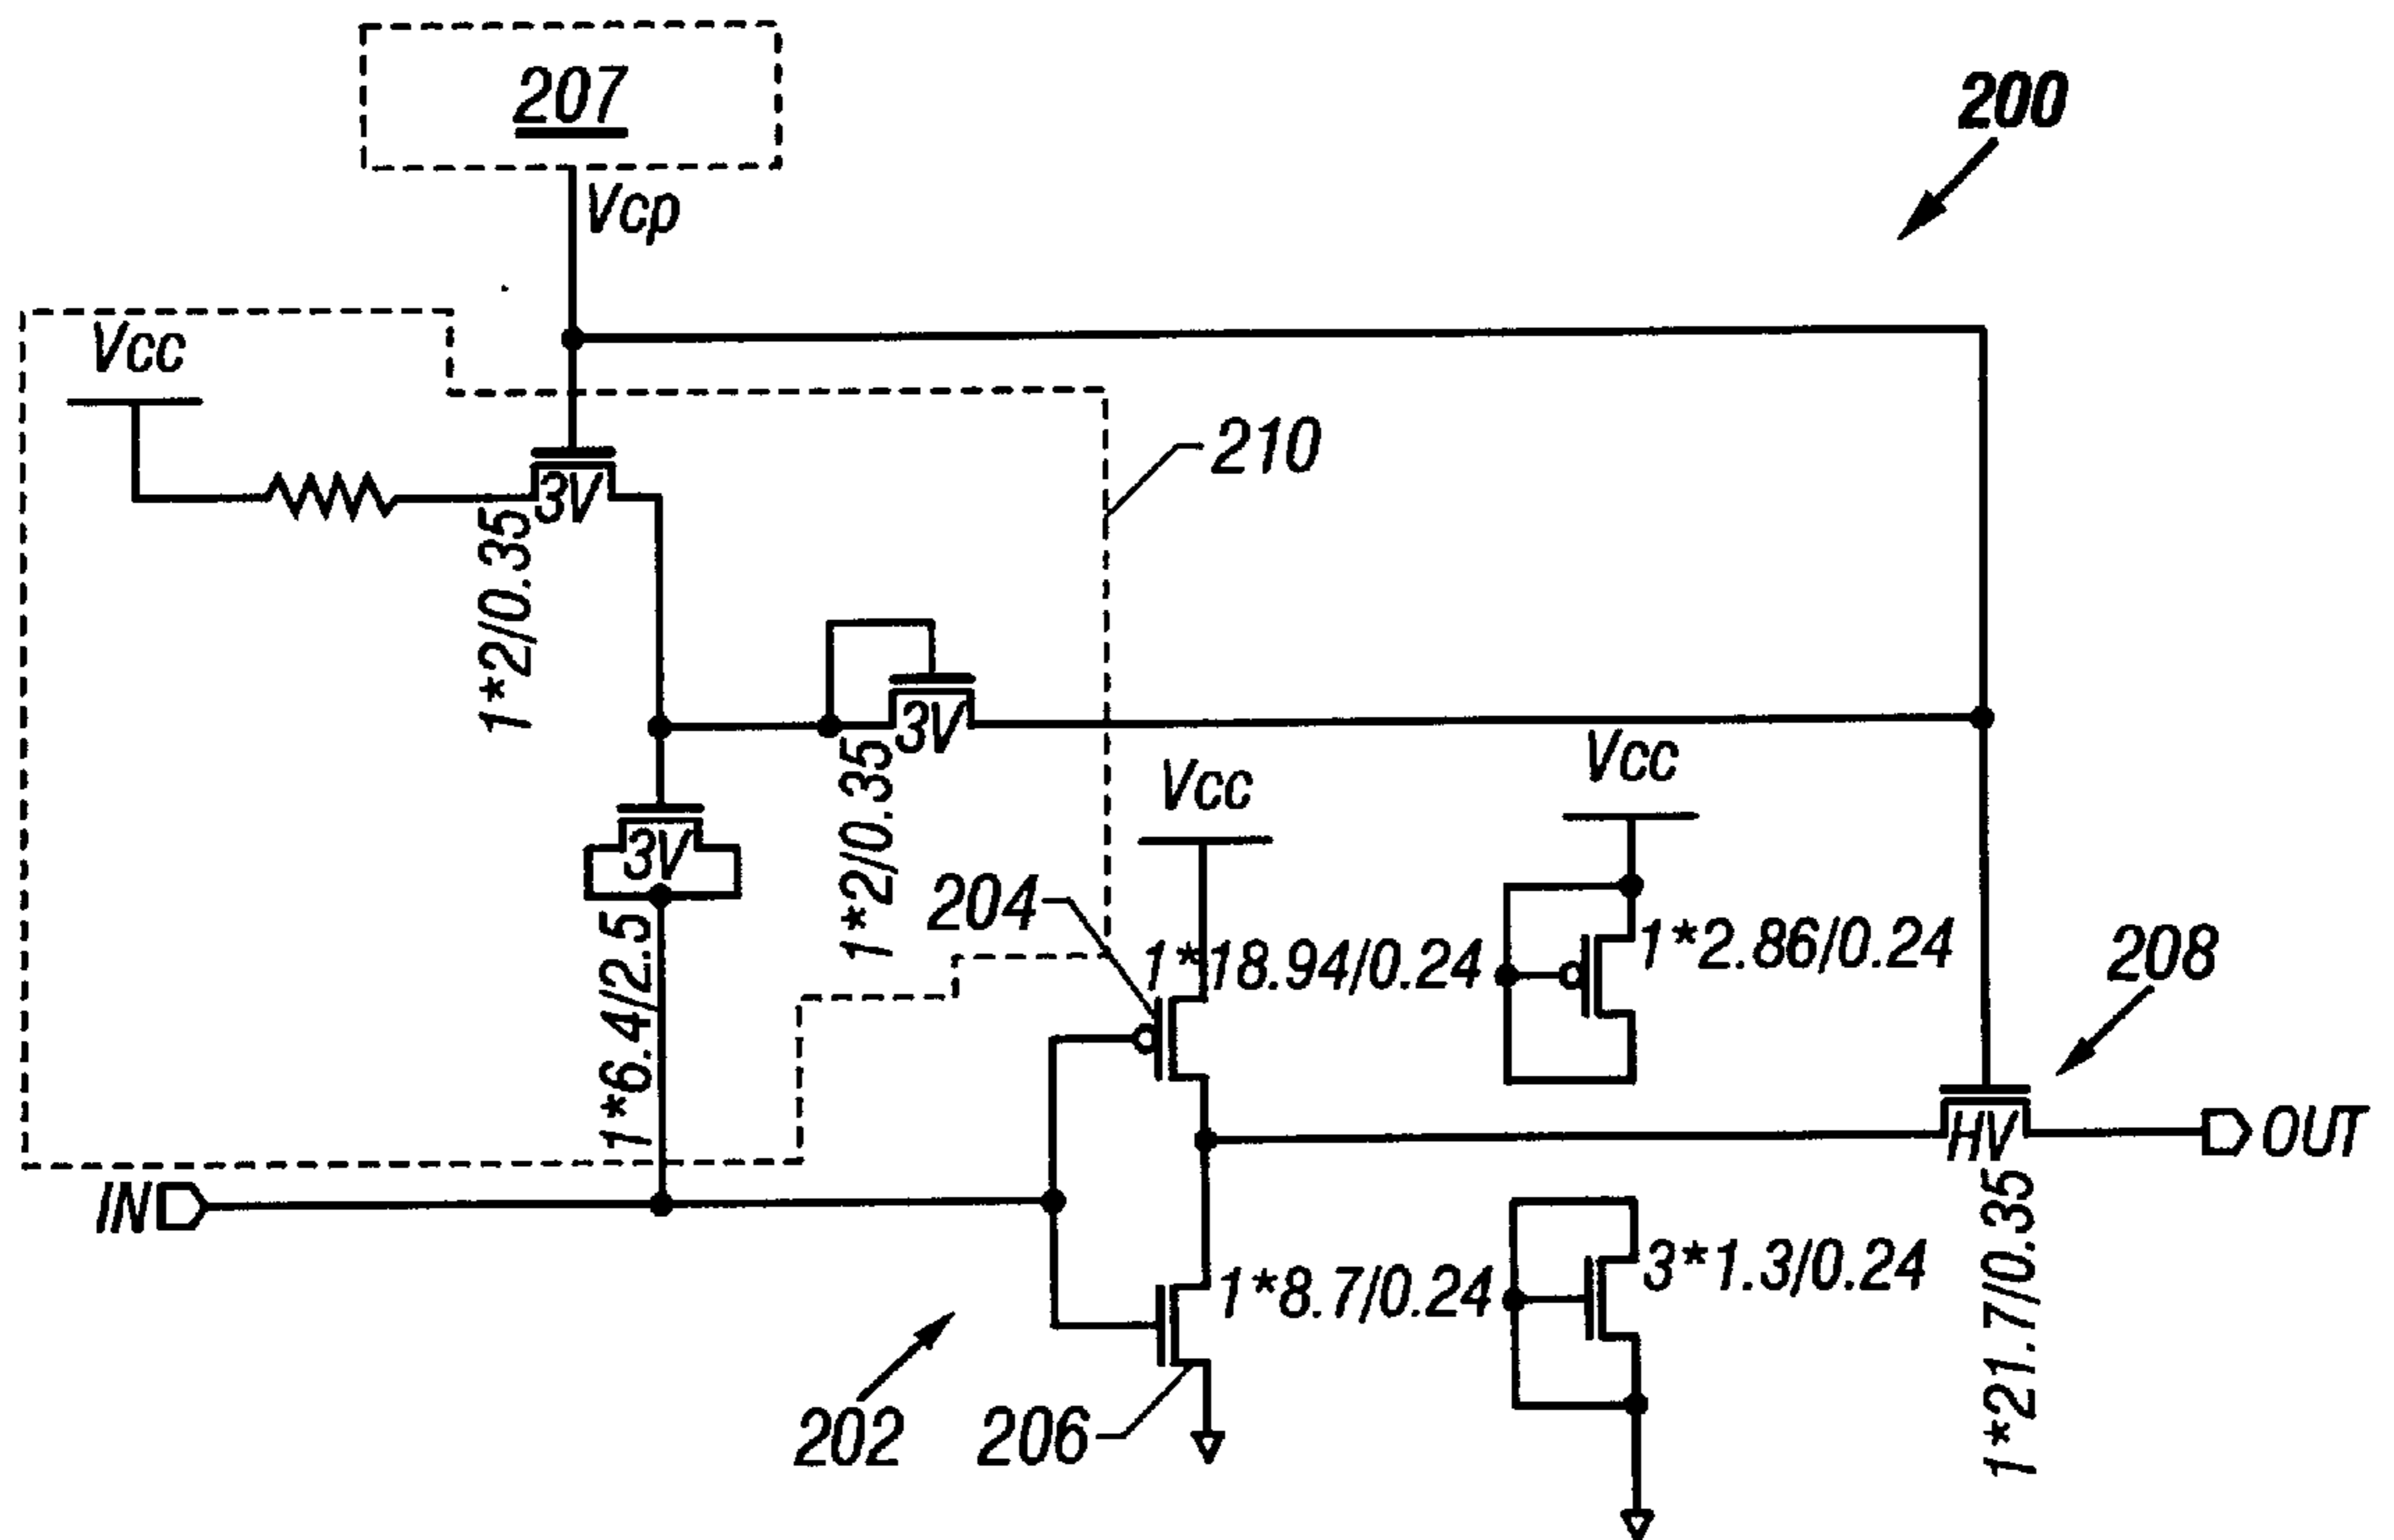 207
200
Vcp
Vcc
210
3V
1*2/0.35
3V
1*2/0.35
Vcc
Vcc
3V
1*6.4/2.5
204
1*18.94/0.24
1*2.86/0.24
208
HV
OUT
IN
1*8.7/0.24
3*1.3/0.24
1*21.7/0.35
202
206